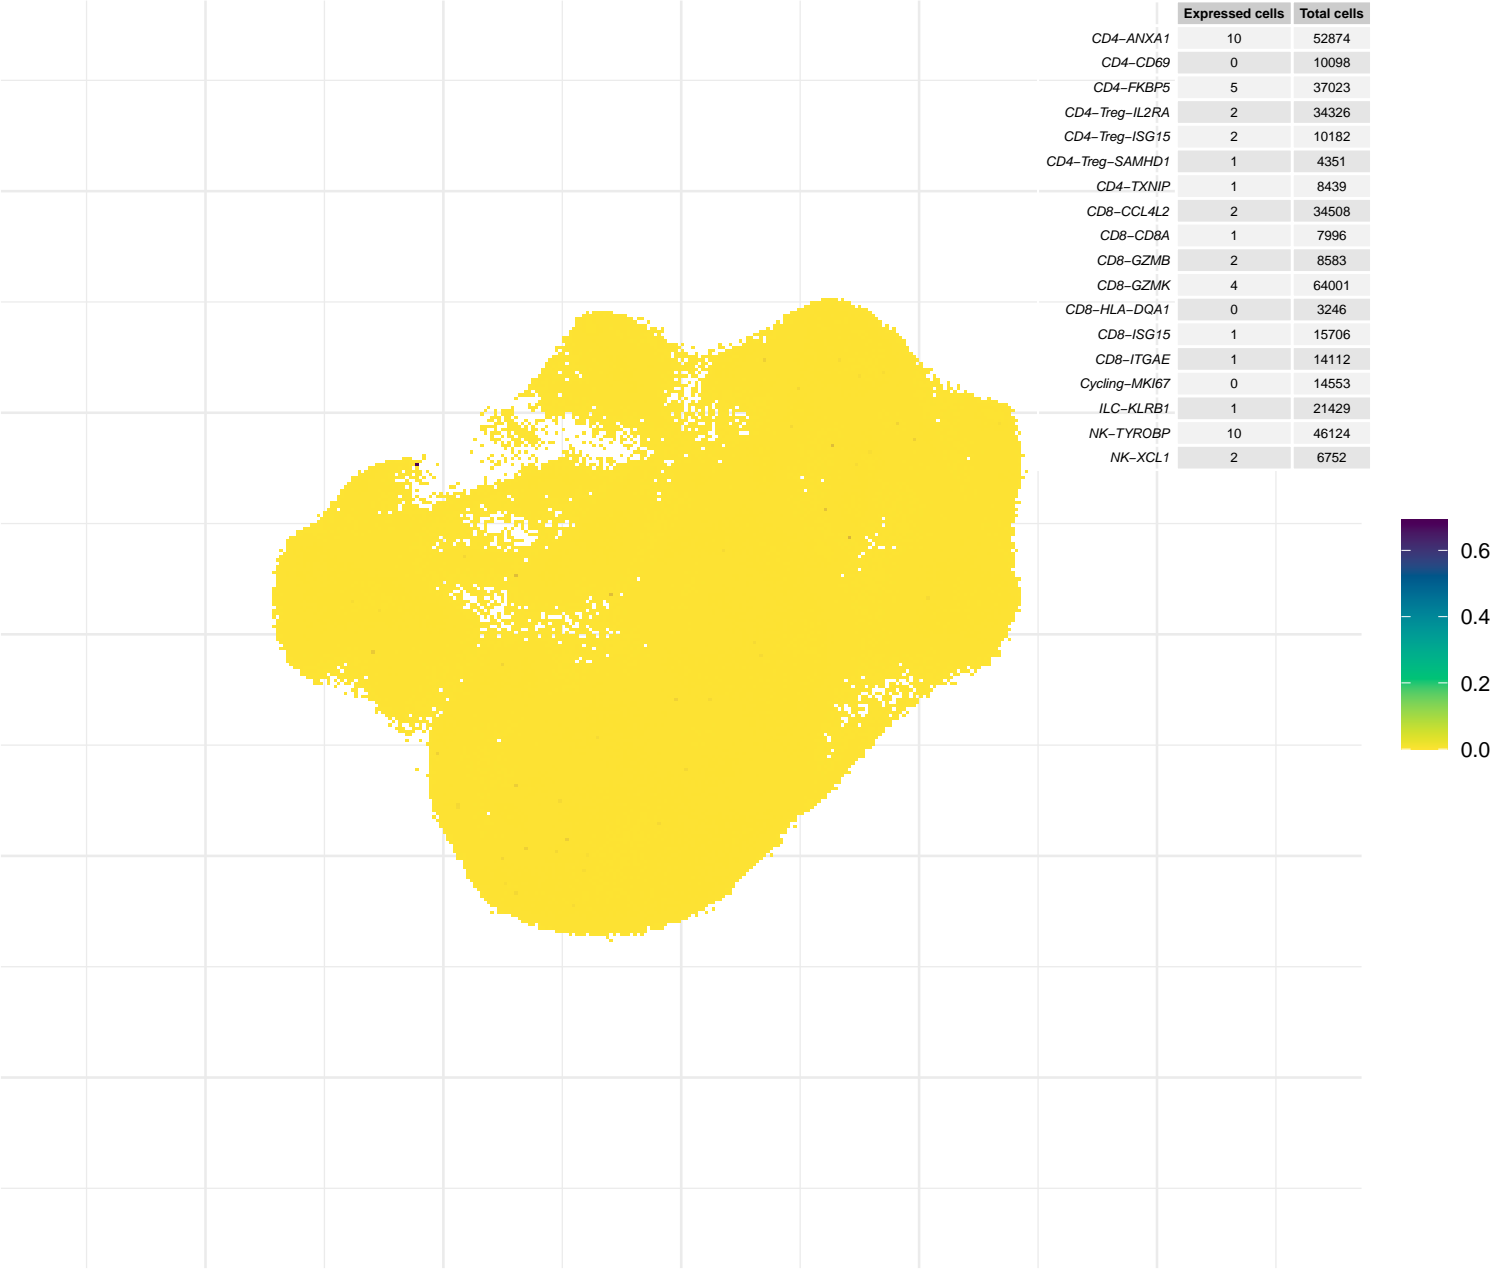 Expressed cells Total cells
CD4−ANXA1 10 52874
CD4−CD69 0 10098
CD4−FKBP5 5 37023
CD4−Treg−IL2RA 2 34326
CD4−Treg−ISG15 2 10182
CD4−Treg−SAMHD1 1 4351
CD4−TXNIP 1 8439
CD8−CCL4L2 2 34508
CD8−CD8A 1 7996
CD8−GZMB 2 8583
CD8−GZMK 4 64001
CD8−HLA−DQA1 0 3246
CD8−ISG15 1 15706
CD8−ITGAE 1 14112
Cycling−MKI67 0 14553
ILC−KLRB1 1 21429
NK−TYROBP 10 46124
NK−XCL1 2 6752
0.6
0.4
0.2
0.0